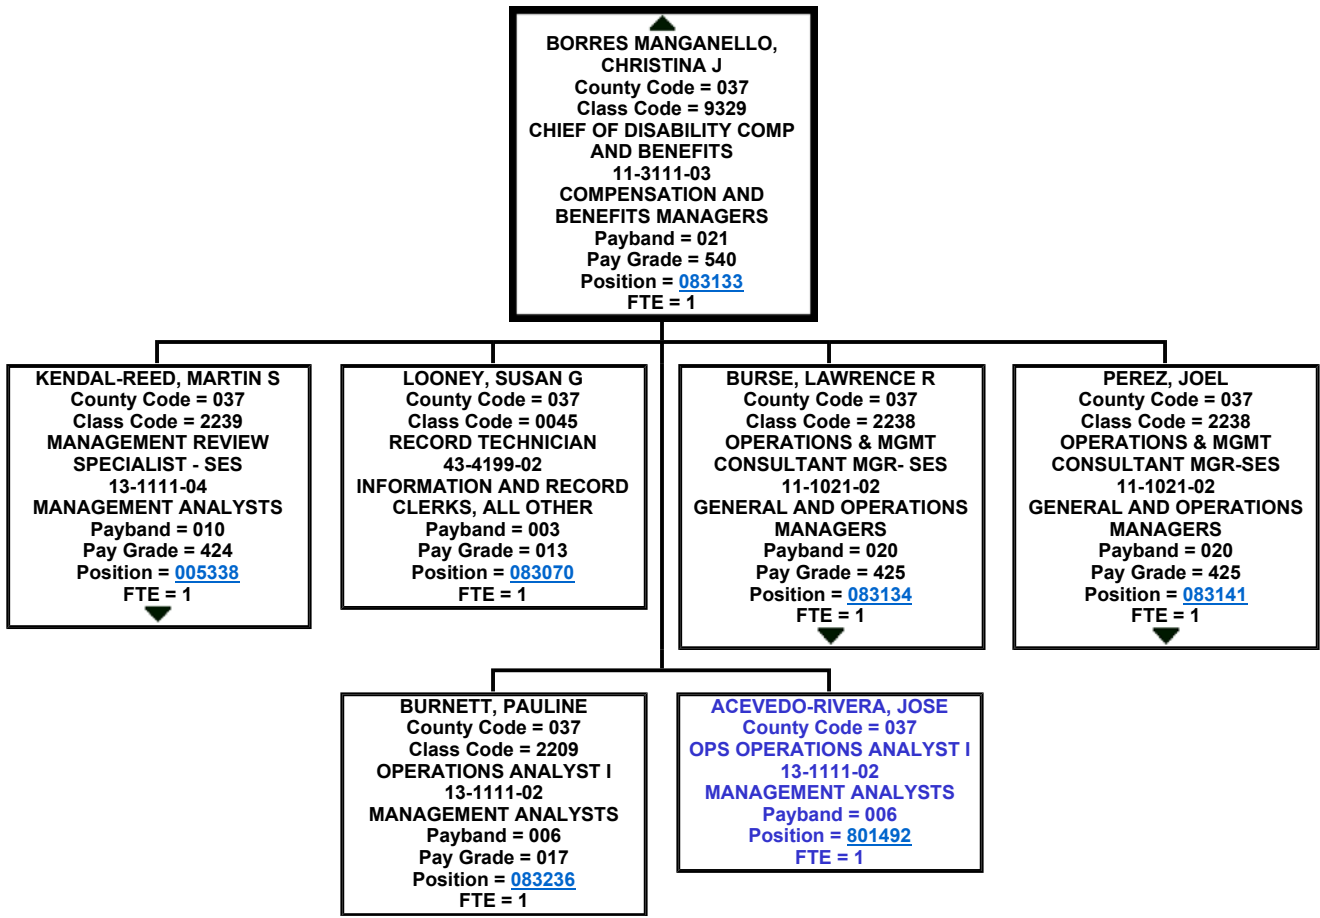 BORRES MANGANELLO,
CHRISTINA J
County Code = 037
Class Code = 9329
CHIEF OF DISABILITY COMP
AND BENEFITS
11-3111-03
COMPENSATION AND
BENEFITS MANAGERS
Payband = 021
Pay Grade = 540
Position = 083133
FTE = 1
KENDAL-REED, MARTIN S
County Code = 037
Class Code = 2239
MANAGEMENT REVIEW
SPECIALIST - SES
13-1111-04
MANAGEMENT ANALYSTS
Payband = 010
Pay Grade = 424
Position = 005338
FTE = 1
LOONEY, SUSAN G
County Code = 037
Class Code = 0045
RECORD TECHNICIAN
43-4199-02
INFORMATION AND RECORD
CLERKS, ALL OTHER
Payband = 003
Pay Grade = 013
Position = 083070
FTE = 1
BURSE, LAWRENCE R
County Code = 037
Class Code = 2238
OPERATIONS & MGMT
CONSULTANT MGR- SES
11-1021-02
GENERAL AND OPERATIONS
MANAGERS
Payband = 020
Pay Grade = 425
Position = 083134
FTE = 1
PEREZ, JOEL
County Code = 037
Class Code = 2238
OPERATIONS & MGMT
CONSULTANT MGR-SES
11-1021-02
GENERAL AND OPERATIONS
MANAGERS
Payband = 020
Pay Grade = 425
Position = 083141
FTE = 1
BURNETT, PAULINE
County Code = 037
Class Code = 2209
OPERATIONS ANALYST I
13-1111-02
MANAGEMENT ANALYSTS
Payband = 006
Pay Grade = 017
Position = 083236
FTE = 1
ACEVEDO-RIVERA, JOSE
County Code = 037
OPS OPERATIONS ANALYST I
13-1111-02
MANAGEMENT ANALYSTS
Payband = 006
Position = 801492
FTE = 1